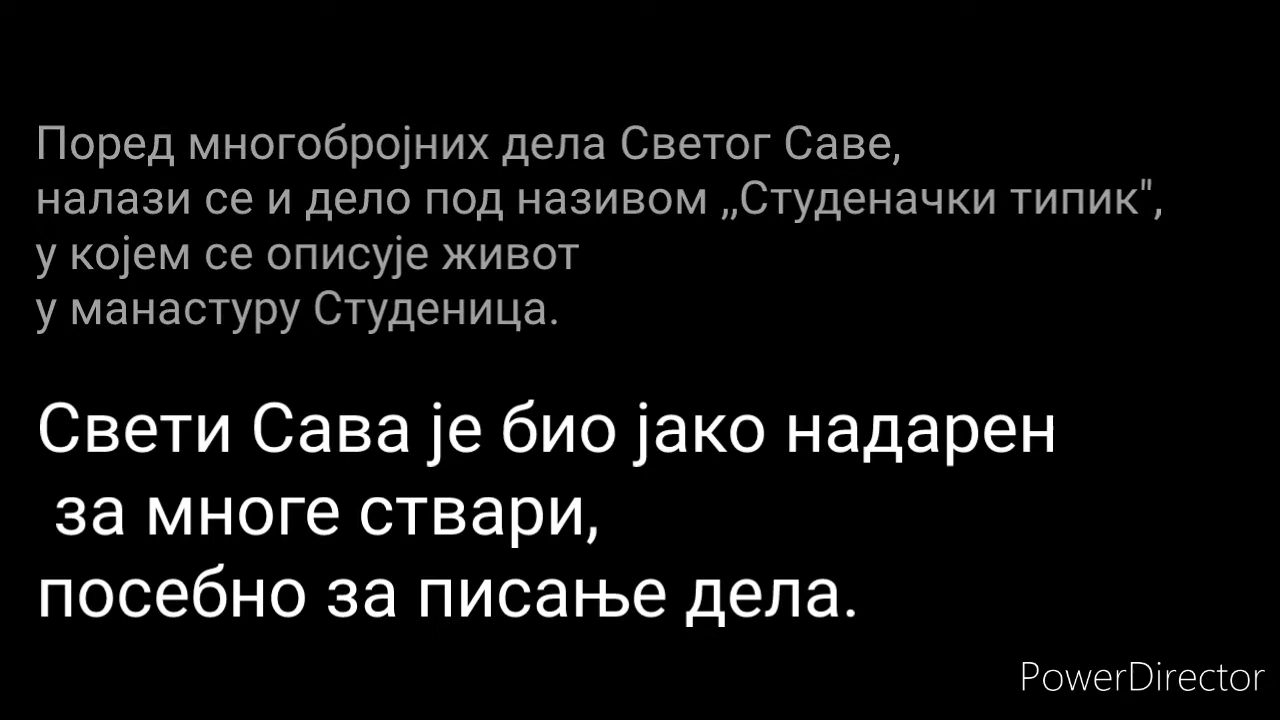 Поред многобројних дела Светог Саве,
налази се и дело под називом ,,Студеначки типик",
у којем се описује живот
у манастуру Студеница.
Свети Сава је био јако надарен
за многе ствари,
посебно за писање дела.
PowerDirector